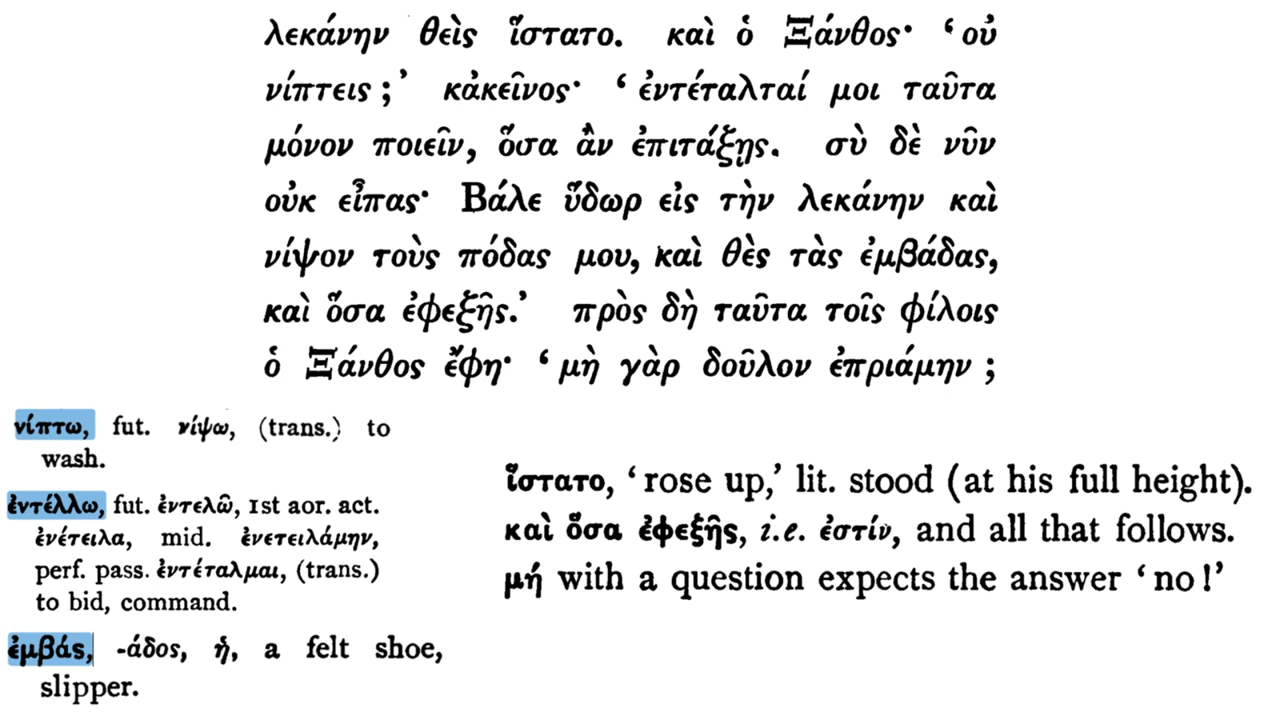 λεκάνην θεὶς ἵστατο. καὶ ὁ Ξάνθος· ‘οὐ
νίπτεις ;’ κἀκεῖνος· ‘ἐντέταλταί μοι ταῦτα
μόνον ποιεῖν, ὅσα ἂν ἐπιτάξῃς. σὺ δὲ νῦν
οὐκ εἶπας· Βάλε ὕδωρ εἰς τὴν λεκάνην καὶ
νίψον τοὺς πόδας μου, καὶ θὲς τὰς ἐμβάδας,
καὶ ὅσα ἐφεξῆς.’ πρὸς δὴ ταῦτα τοῖς φίλοις
ὁ Ξάνθος ἔφη· ‘μὴ γὰρ δοῦλον ἐπριάμην ;
νίπτω, fut. νίψω, (trans.) to
wash.
ἐντέλλω, fut. ἐντελῶ, 1st aor. act.
ἐνέτειλα, mid. ἐνετειλάμην,
perf. pass. ἐντέταλμαι, (trans.)
to bid, command.
ἐμβάς, -άδος, ἡ, a felt shoe,
slipper.
ἵστατο, ‘rose up,’ lit. stood (at his full height).
καὶ ὅσα ἐφεξῆς, i.e. ἐστίν, and all that follows.
μή with a question expects the answer ‘no !’